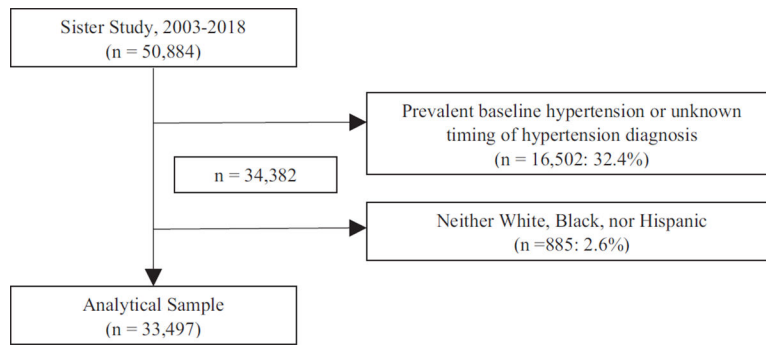 Sister Study, 2003-2018
(n = 50,884)
Prevalent baseline hypertension or unknown
timing of hypertension diagnosis
(n = 16,502: 32.4%)
n = 34,382
Neither White, Black, nor Hispanic
(n =885: 2.6%)
Analytical Sample
(n = 33,497)